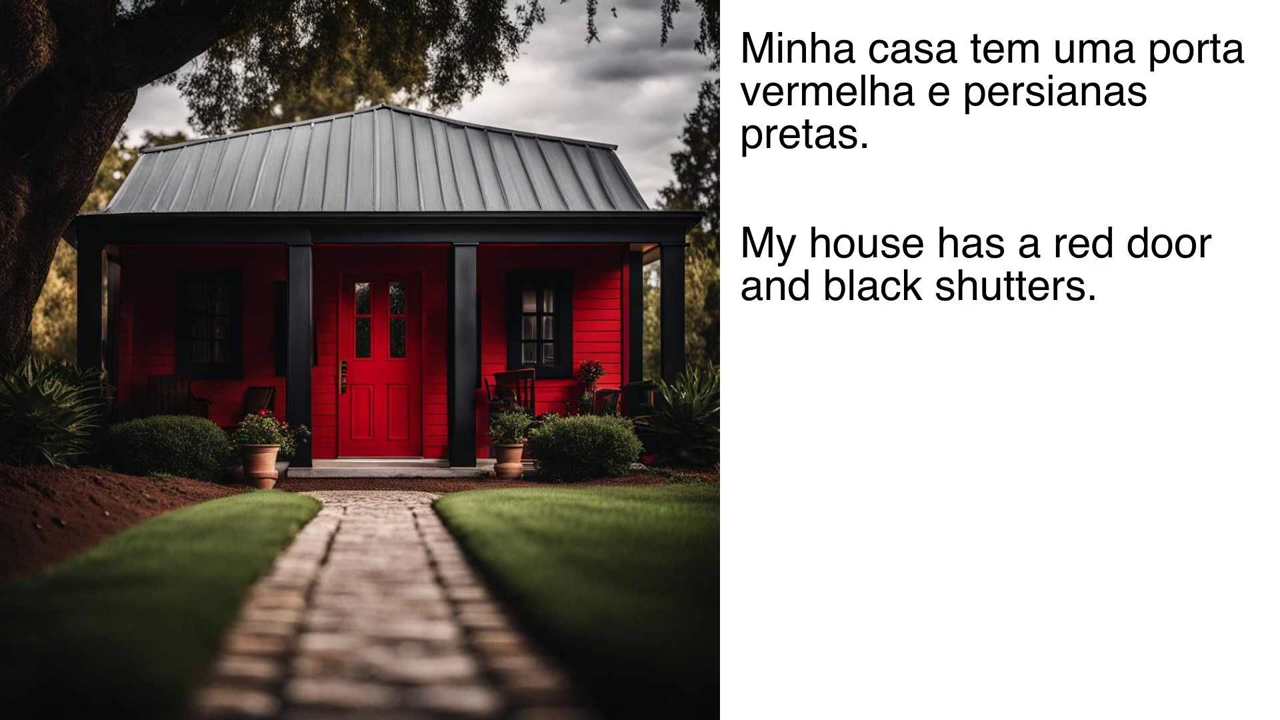 Minha casa tem uma porta
vermelha e persianas
pretas.
My house has a red door
and black shutters.